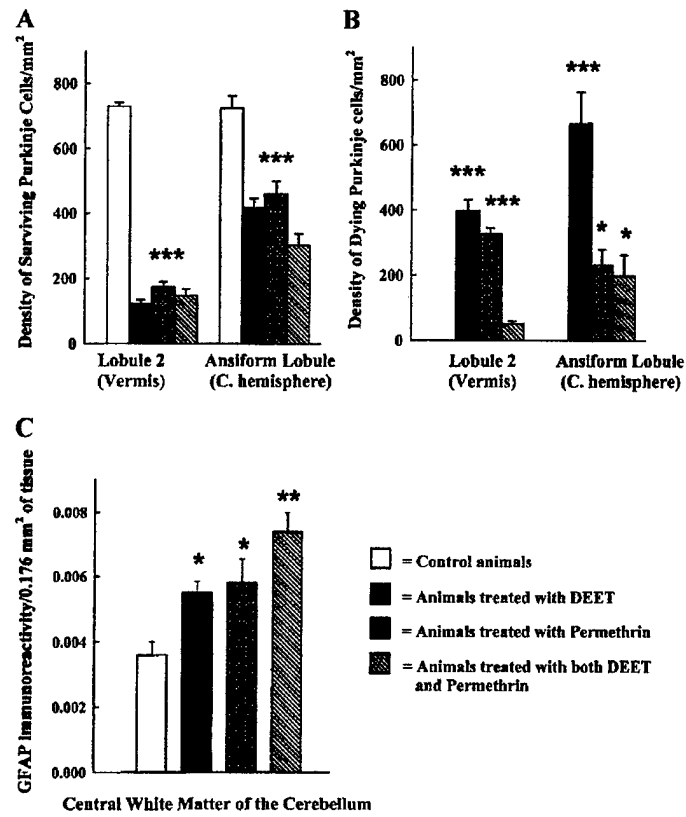 A
Density of Surviving Purkinje Cells/mm²
800
600
400
200
0
***
***
Lobule 2
(Vermis)
Ansiform Lobule
(C. hemisphere)
B
Density of Dying Purkinje cells/mm²
800
600
400
200
0
***
***
***
*
*
Lobule 2
(Vermis)
Ansiform Lobule
(C. hemisphere)
C
GFAP immunoreactivity/0.176 mm² of tissue
0.008
0.006
0.004
0.002
0.000
*
*
**
Central White Matter of the Cerebellum
= Control animals
= Animals treated with DEET
= Animals treated with Permethrin
= Animals treated with both DEET
and Permethrin